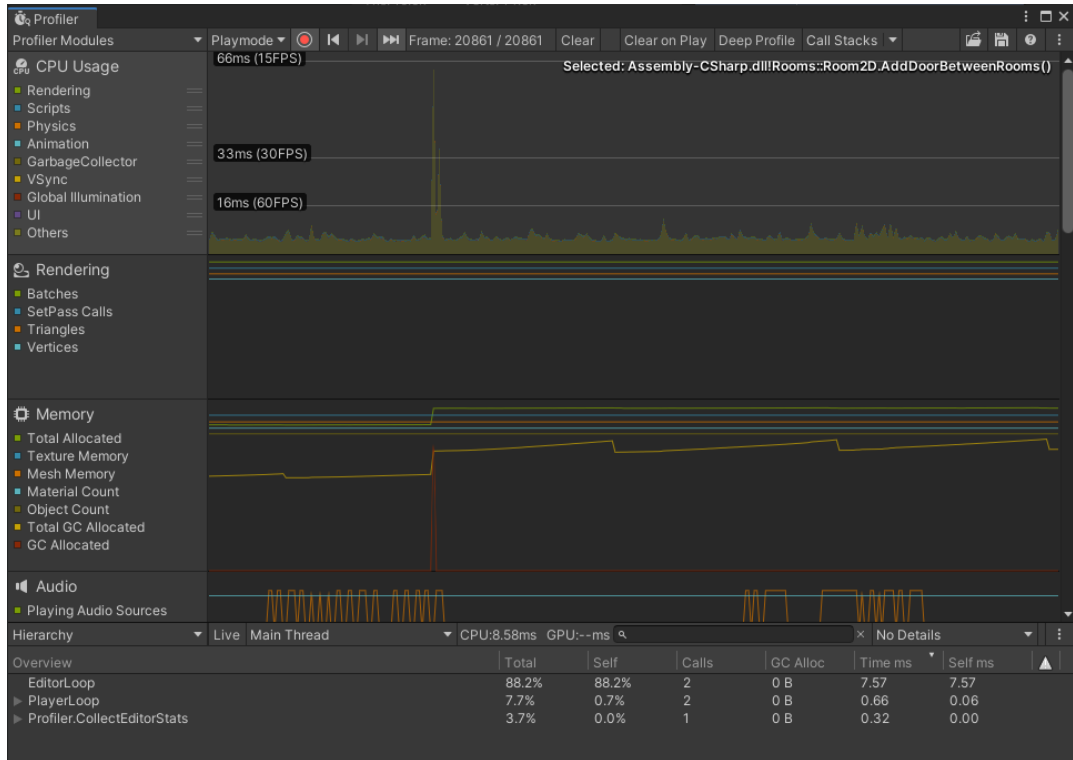 Profiler
Profiler Modules Playmode Frame: 20861 / 20861 Clear Clear on Play Deep Profile Call Stacks
CPU Usage
Rendering
Scripts
Physics
Animation
GarbageCollector
VSync
Global Illumination
UI
Others
66ms (15FPS)
Selected: Assembly-CSharp.dll!Rooms::Room2D.AddDoorBetweenRooms()
33ms (30FPS)
16ms (60FPS)
Rendering
Batches
SetPass Calls
Triangles
Vertices
Memory
Total Allocated
Texture Memory
Mesh Memory
Material Count
Object Count
Total GC Allocated
GC Allocated
Audio
Playing Audio Sources
Hierarchy Live Main Thread CPU:8.58ms GPU:--ms No Details
Overview Total Self Calls GC Alloc Time ms Self ms
EditorLoop 88.2% 88.2% 2 0 B 7.57 7.57
PlayerLoop 7.7% 0.7% 2 0 B 0.66 0.06
Profiler.CollectEditorStats 3.7% 0.0% 1 0 B 0.32 0.00